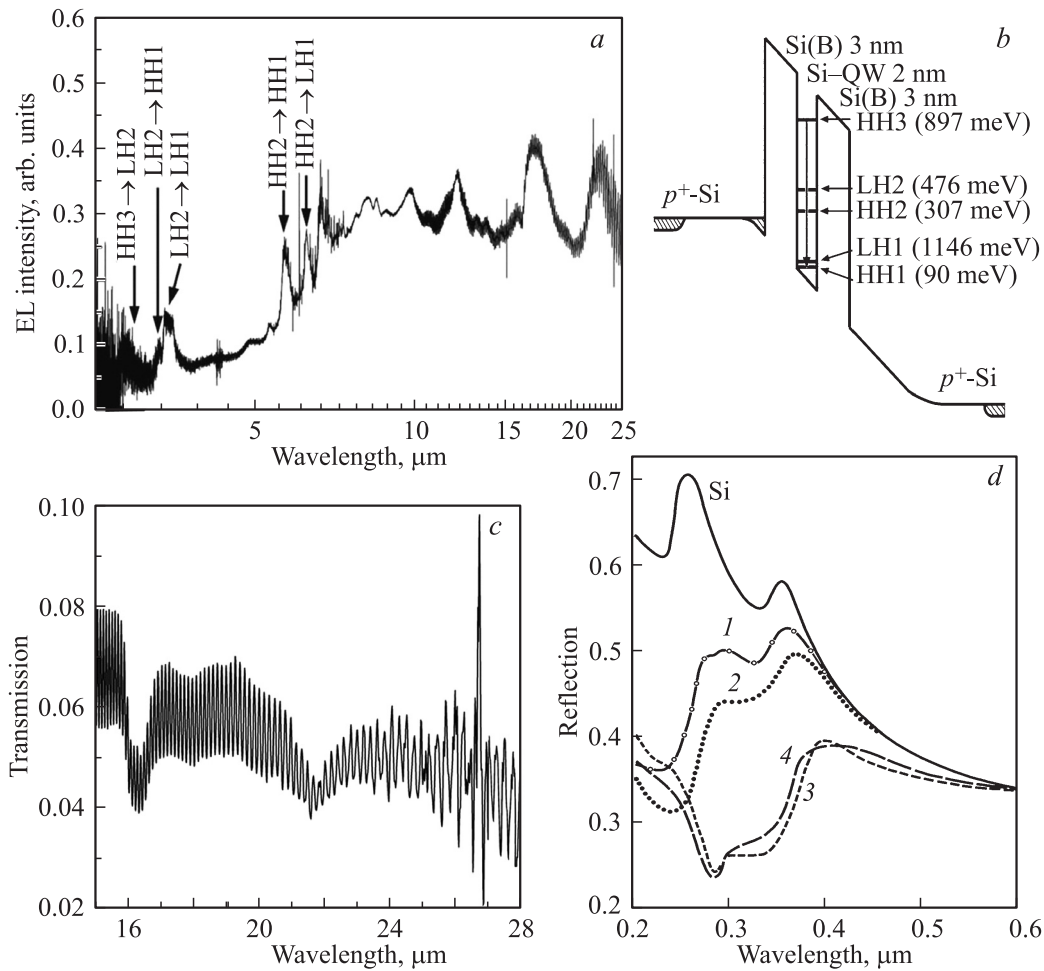 a
0.6
0.5
0.4
0.3
0.2
0.1
0.0
EL intensity, arb. units
HH3→LH2
LH2→HH1
LH2→LH1
HH2→HH1
HH2→LH1
5
10
15
20
25
Wavelength, μm
b
Si(B) 3 nm
Si–QW 2 nm
Si(B) 3 nm
HH3 (897 meV)
LH2 (476 meV)
HH2 (307 meV)
LH1 (1146 meV)
HH1 (90 meV)
p⁺-Si
p⁺-Si
c
0.10
0.08
0.06
0.04
0.02
Transmission
16
20
24
26
28
Wavelength, μm
d
0.7
0.6
0.5
0.4
0.3
0.2
Reflection
Si
1
2
4
3
0.2
0.3
0.4
0.6
Wavelength, μm